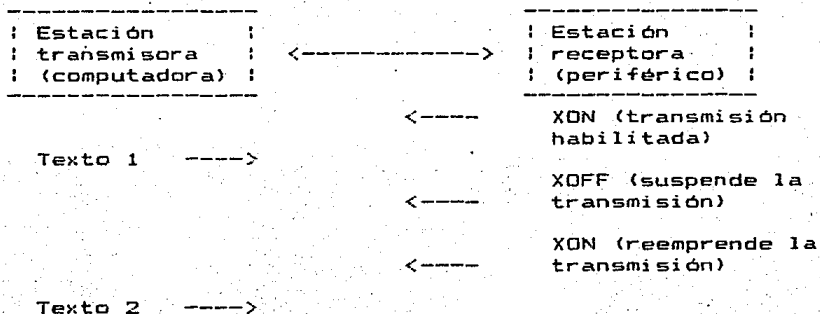 ------------------          ---------------
! Estación       !          ! Estación    !
! transmisora    !  <------------->  ! receptora   !
! (computadora)  !          ! (periférico) !
------------------          ---------------
<---- XON (transmisión
habilitada)
Texto 1 ---->
XOFF (suspende la
<---- transmisión)
XON (reemprende la
<---- transmisión)
Texto 2 ---->